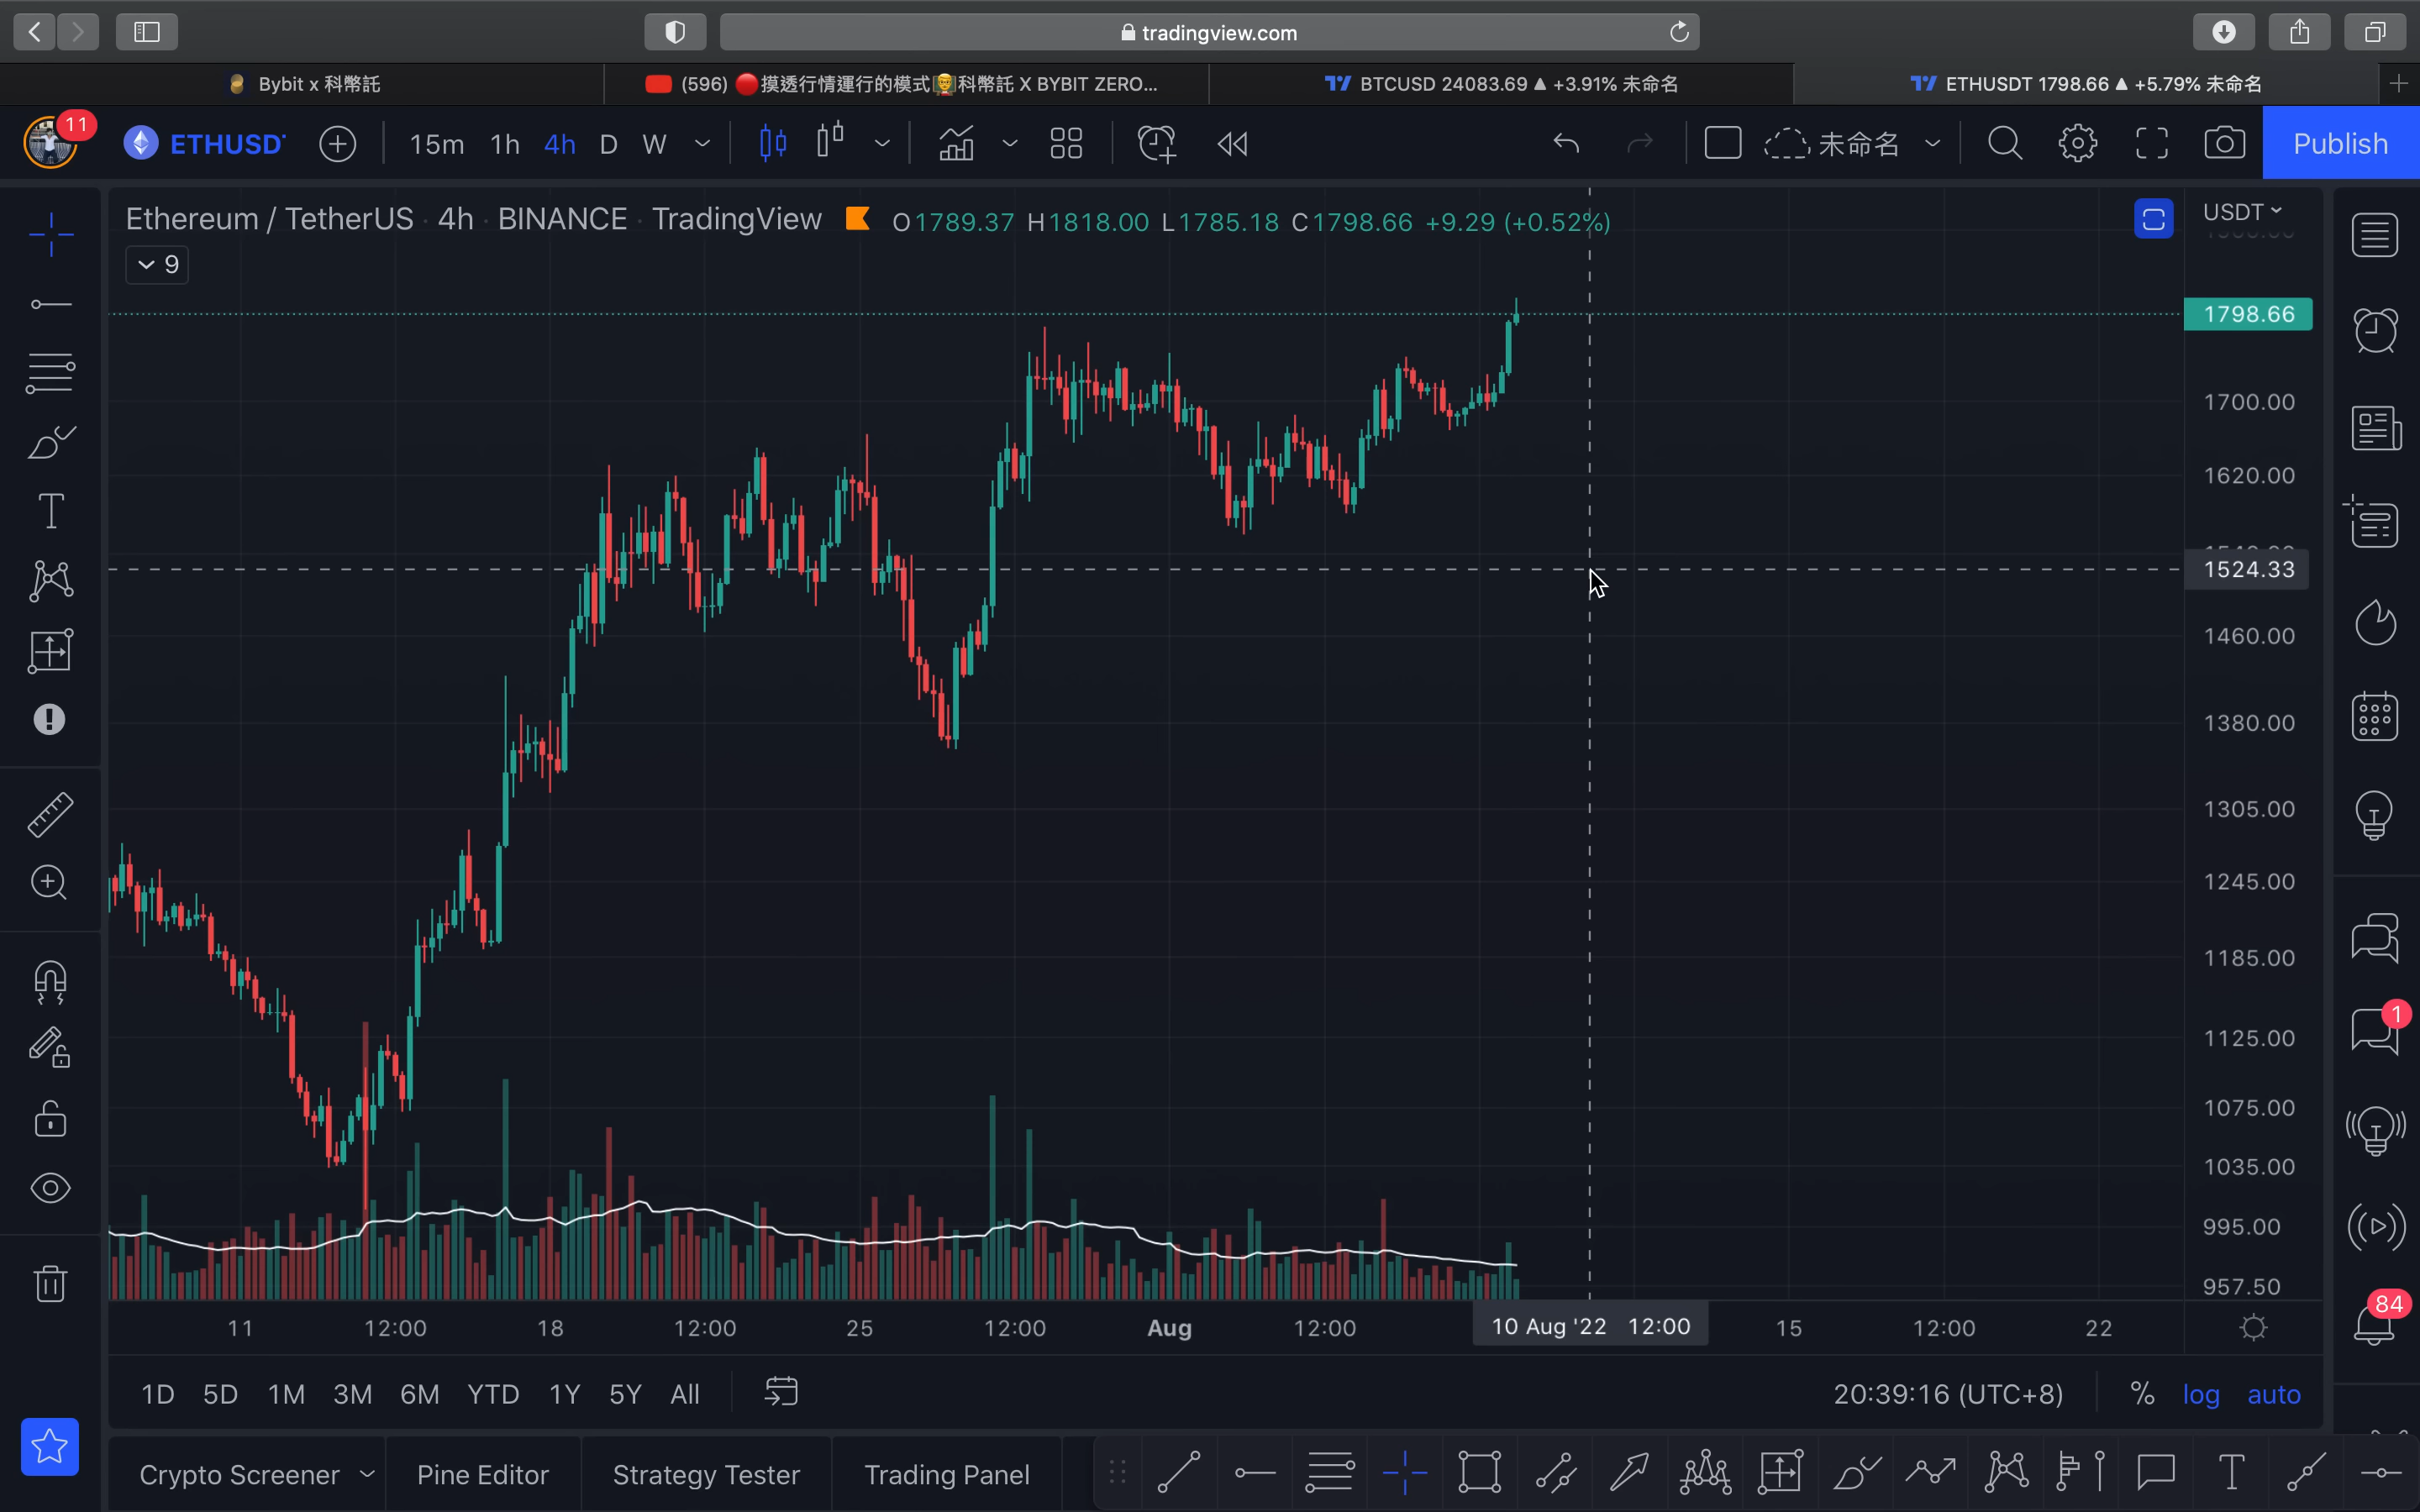 tradingview.com
Bybit x 科幣託
(596) 🔴摸透行情運行的模式👨‍🏫科幣託 X BYBIT ZERO...
BTCUSD 24083.69 ▲ +3.91% 未命名
ETHUSDT 1798.66 ▲ +5.79% 未命名
11
ETHUSD
15m 1h 4h D W
未命名
Publish
Ethereum / TetherUS · 4h · BINANCE · TradingView
O1789.37 H1818.00 L1785.18 C1798.66 +9.29 (+0.52%)
USDT
9
1798.66
1700.00
1620.00
1524.33
1460.00
1380.00
1305.00
1245.00
1185.00
1125.00
1
1075.00
1035.00
995.00
957.50
84
11 12:00 18 12:00 25 12:00 Aug 12:00 10 Aug '22 12:00 15 12:00 22
1D 5D 1M 3M 6M YTD 1Y 5Y All
20:39:16 (UTC+8) % log auto
Crypto Screener Pine Editor Strategy Tester Trading Panel